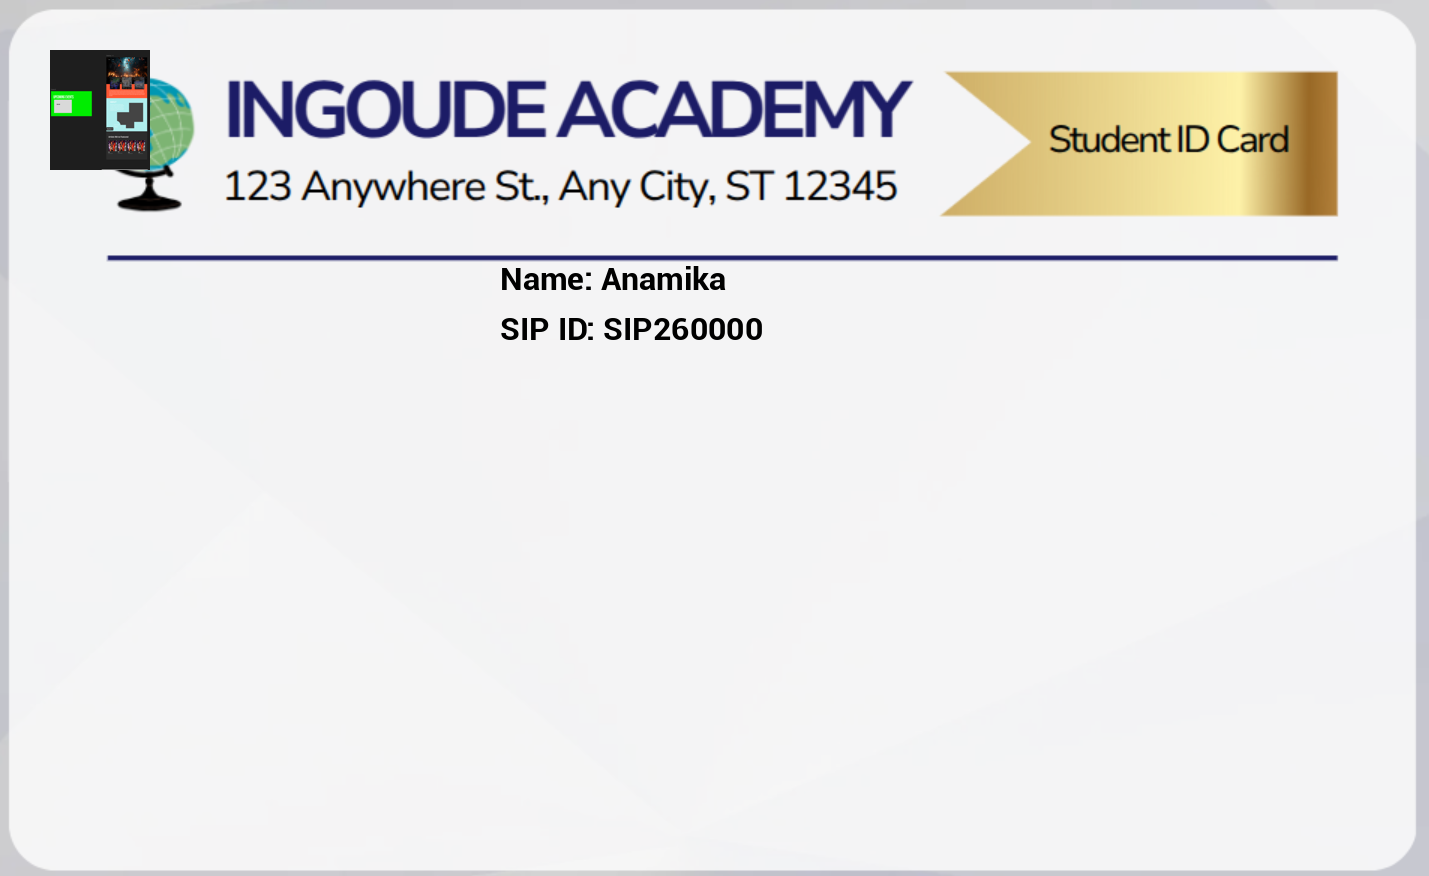 INGOUDE ACADEMY
123 Anywhere St., Any City, ST 12345
Student ID Card
Name: Anamika
SIP ID: SIP260000